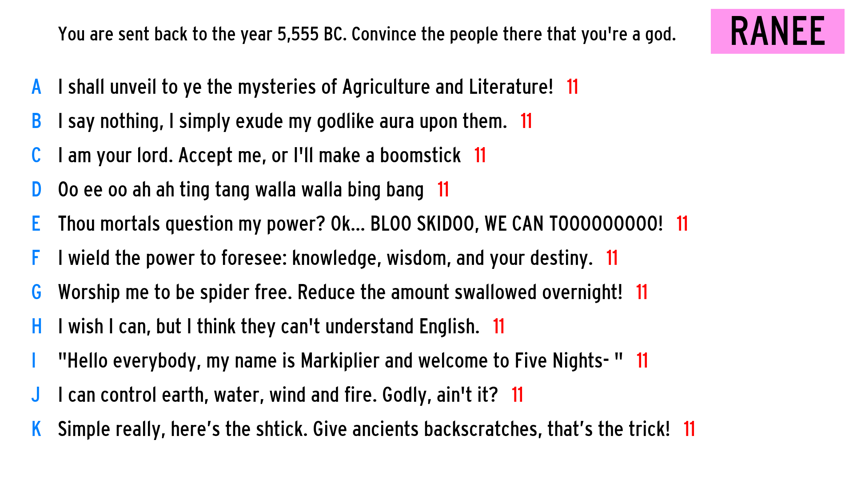 You are sent back to the year 5,555 BC. Convince the people there that you're a god.
RANEE
A I shall unveil to ye the mysteries of Agriculture and Literature! 11
B I say nothing, I simply exude my godlike aura upon them. 11
C I am your lord. Accept me, or I'll make a boomstick 11
D Oo ee oo ah ah ting tang walla walla bing bang 11
E Thou mortals question my power? Ok... BLOO SKIDOO, WE CAN TOOOOOOOOO! 11
F I wield the power to foresee: knowledge, wisdom, and your destiny. 11
G Worship me to be spider free. Reduce the amount swallowed overnight! 11
H I wish I can, but I think they can't understand English. 11
I "Hello everybody, my name is Markiplier and welcome to Five Nights- " 11
J I can control earth, water, wind and fire. Godly, ain't it? 11
K Simple really, here’s the shtick. Give ancients backscratches, that’s the trick! 11